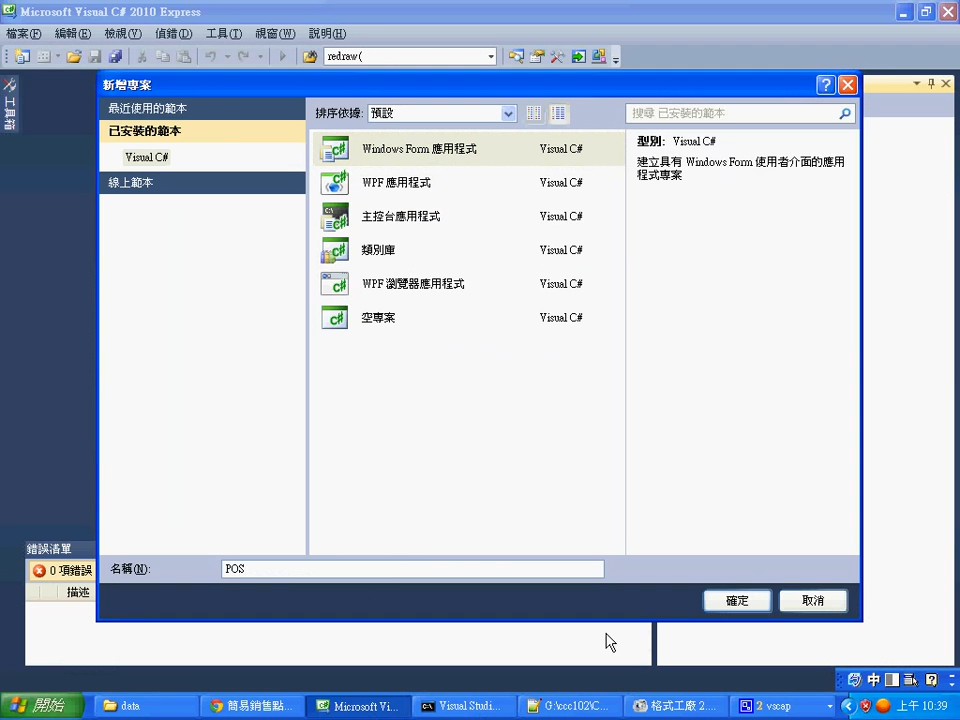 Microsoft Visual C# 2010 Express
檔案(F) 編輯(E) 檢視(V) 偵錯(D) 工具(T) 視窗(W) 說明(H)
redraw(
工具箱
新增專案
最近使用的範本
已安裝的範本
Visual C#
線上範本
排序依據: 預設
搜尋 已安裝的範本
Windows Form 應用程式 Visual C#
WPF 應用程式 Visual C#
主控台應用程式 Visual C#
類別庫 Visual C#
WPF 瀏覽器應用程式 Visual C#
空專案 Visual C#
型別: Visual C#
建立具有 Windows Form 使用者介面的應用
程式專案
錯誤清單
0 項錯誤
描述
名稱(N): POS
確定 取消
中
開始 data 簡易銷售點... Microsoft Vi... Visual Studi... G:\ccc102\C... 格式工廠 2.... 2 vscap 上午 10:39